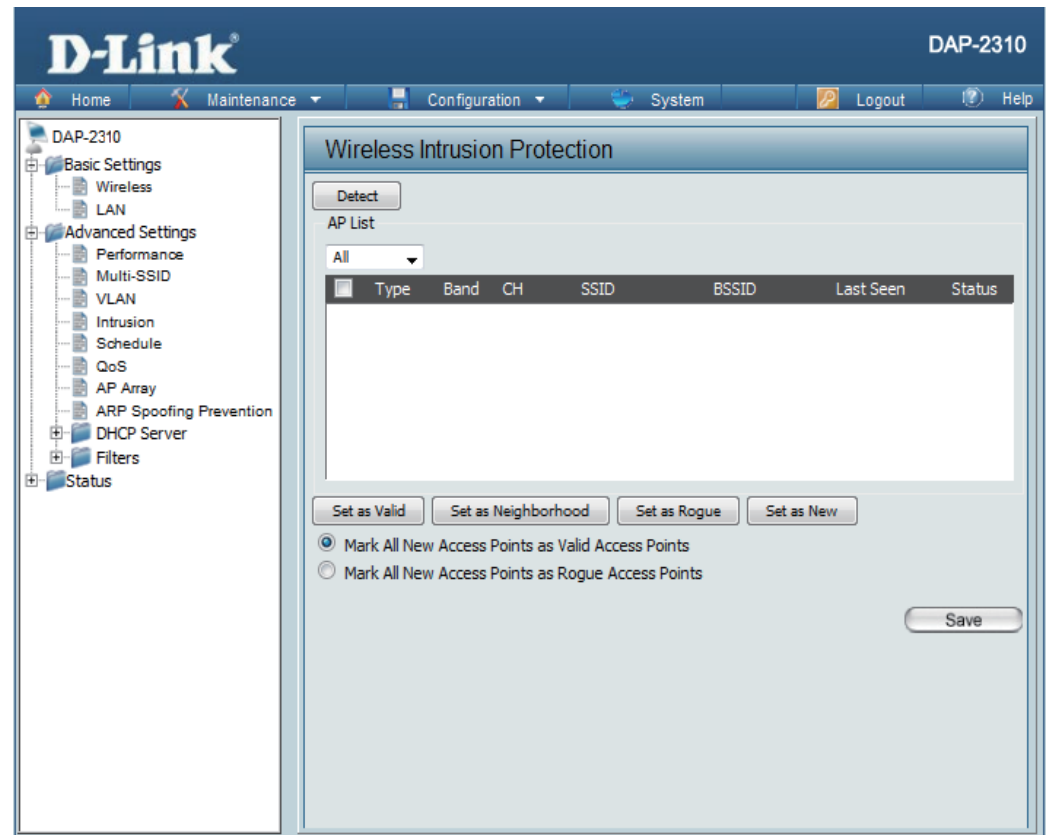 D-Link®
DAP-2310
Home Maintenance Configuration System Logout Help
DAP-2310
Basic Settings
Wireless
LAN
Advanced Settings
Performance
Multi-SSID
VLAN
Intrusion
Schedule
QoS
AP Array
ARP Spoofing Prevention
DHCP Server
Filters
Status
Wireless Intrusion Protection
Detect
AP List
All
Type Band CH SSID BSSID Last Seen Status
Set as Valid Set as Neighborhood Set as Rogue Set as New
Mark All New Access Points as Valid Access Points
Mark All New Access Points as Rogue Access Points
Save